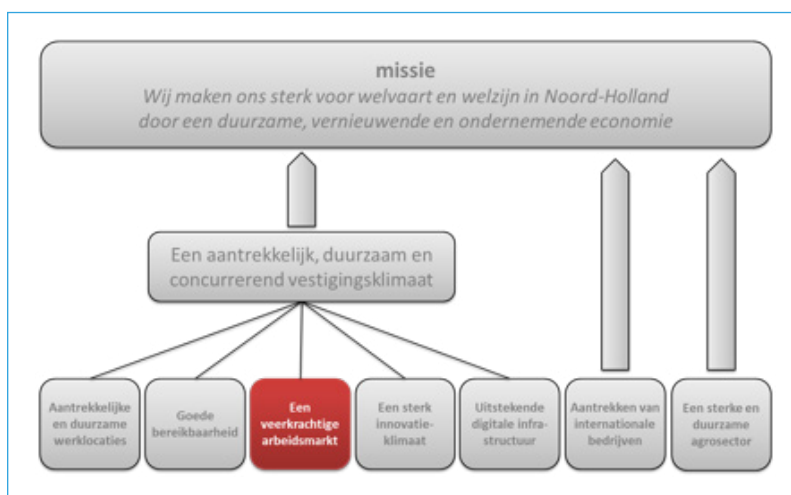 missie
Wij maken ons sterk voor welvaart en welzijn in Noord-Holland
door een duurzame, vernieuwende en ondernemende economie
Een aantrekkelijk, duurzaam en
concurrerend vestigingsklimaat
Aantrekkelijke
en duurzame
werklocaties
Goede
bereikbaarheid
Een
veerkrachtige
arbeidsmarkt
Een sterk
innovatie-
klimaat
Uitstekende
digitale infra-
structuur
Aantrekken van
internationale
bedrijven
Een sterke en
duurzame
agrosector